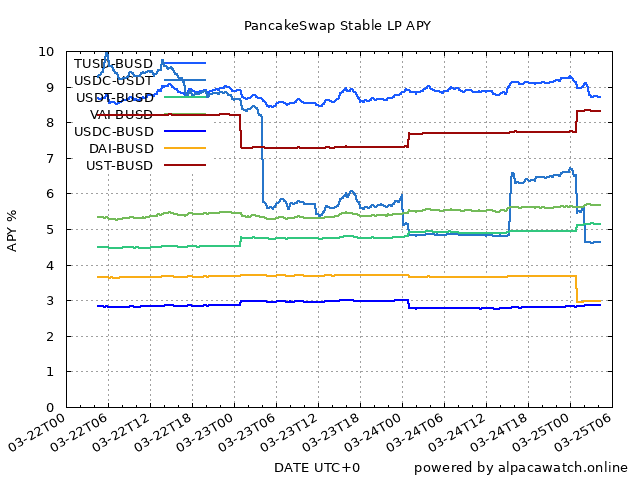 PancakeSwap Stable LP APY
TUSD-BUSD
USDC-USDT
USDT-BUSD
VAI-BUSD
USDC-BUSD
DAI-BUSD
UST-BUSD
APY %
10
9
8
7
6
5
4
3
2
1
0
03-22T00
03-22T06
03-22T12
03-22T18
03-23T00
03-23T06
03-23T12
03-23T18
03-24T00
03-24T06
03-24T12
03-24T18
03-25T00
03-25T06
DATE UTC+0
powered by alpacawatch.online